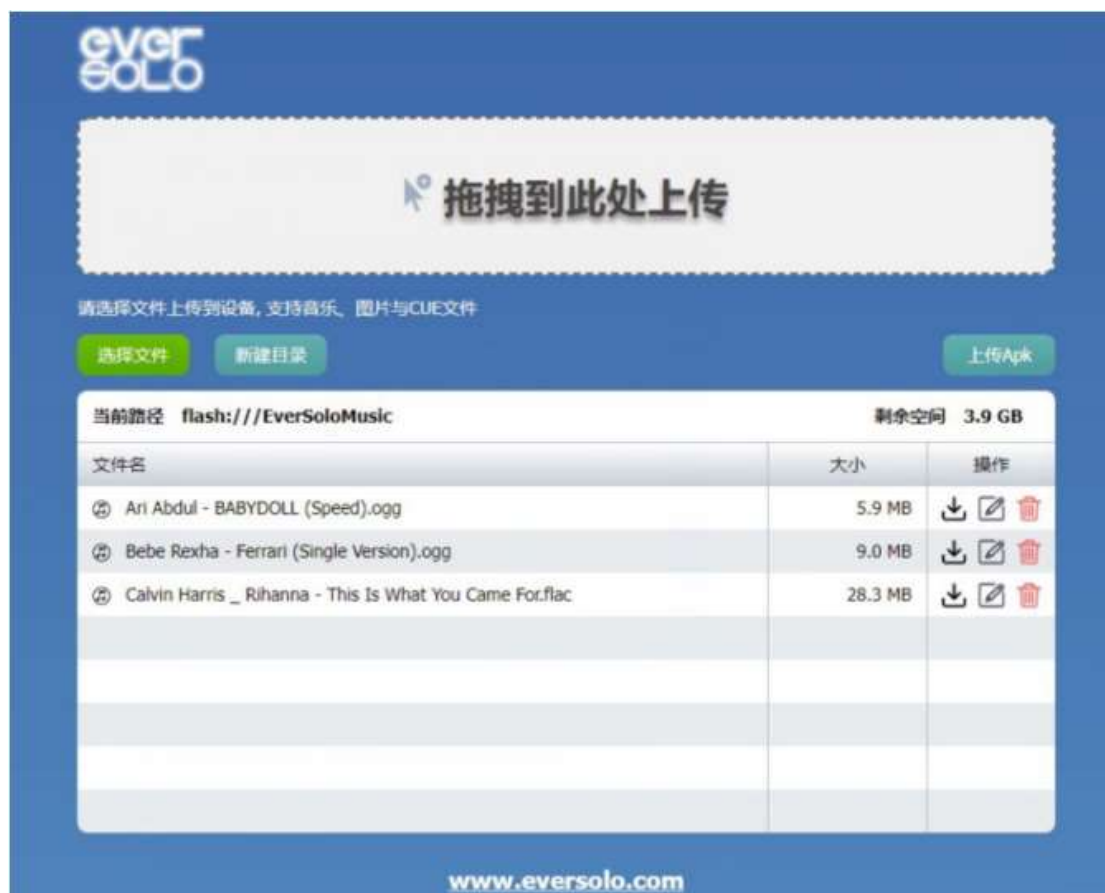 ever
SOLO
拖拽到此处上传
请选择文件上传到设备, 支持音乐、图片与CUE文件
选择文件 新建目录 上传Apk
当前路径 flash:///EverSoloMusic 剩余空间 3.9 GB
文件名 大小 操作
Ari Abdul - BABYDOLL (Speed).ogg 5.9 MB
Bebe Rexha - Ferrari (Single Version).ogg 9.0 MB
Calvin Harris _ Rihanna - This Is What You Came For.flac 28.3 MB
www.eversolo.com